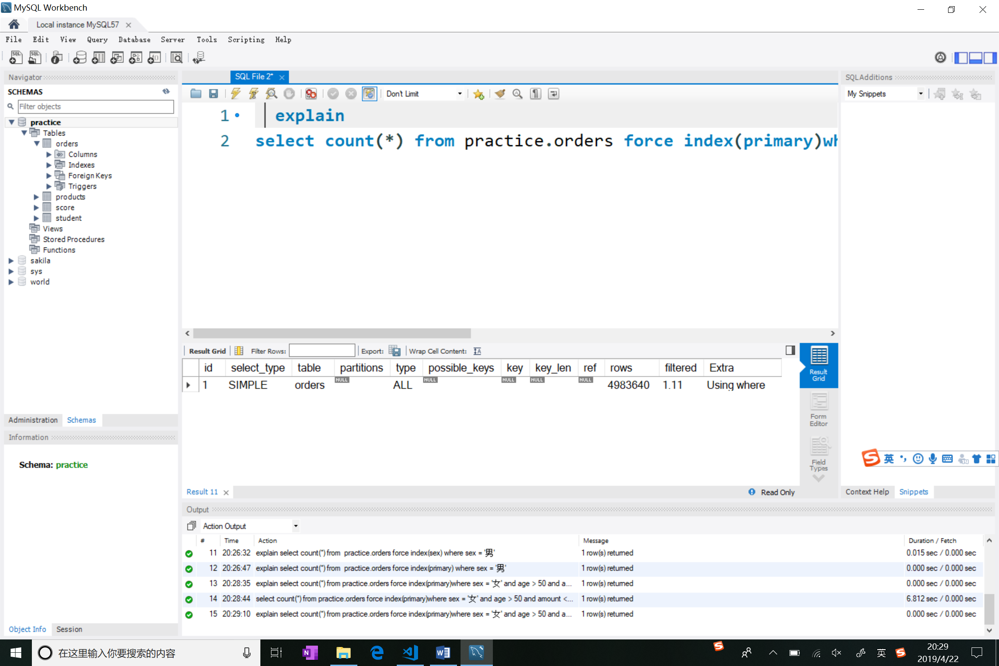 MySQL Workbench
Local instance MySQL57
File Edit View Query Database Server Tools Scripting Help
Navigator
SCHEMAS
Filter objects
practice
Tables
orders
Columns
Indexes
Foreign Keys
Triggers
products
score
student
Views
Stored Procedures
Functions
sakila
sys
world
Administration Schemas
Information
Schema: practice
Object Info Session
SQL File 2*
Don't Limit
1 explain
2 select count(*) from practice.orders force index(primary)wh
Result Grid Filter Rows: Export: Wrap Cell Content:
id select_type table partitions type possible_keys key key_len ref rows filtered Extra
1 SIMPLE orders NULL ALL NULL NULL NULL NULL 4983640 1.11 Using where
Result Grid
Form Editor
Field Types
Result 11 Read Only
SQLAdditions
My Snippets
Context Help Snippets
英
Output
Action Output
# Time Action Message Duration / Fetch
11 20:26:32 explain select count(*) from practice.orders force index(sex) where sex = '男' 1 row(s) returned 0.015 sec / 0.000 sec
12 20:26:47 explain select count(*) from practice.orders force index(primary) where sex = '男' 1 row(s) returned 0.000 sec / 0.000 sec
13 20:28:35 explain select count(*) from practice.orders force index(primary)where sex = '女' and age > 50 and a... 1 row(s) returned 0.000 sec / 0.000 sec
14 20:28:44 select count(*) from practice.orders force index(primary)where sex = '女' and age > 50 and amount <... 1 row(s) returned 6.812 sec / 0.000 sec
15 20:29:10 explain select count(*) from practice.orders force index(primary)where sex = '女' and age > 50 and a... 1 row(s) returned 0.000 sec / 0.000 sec
在这里输入你要搜索的内容
英
20:29
2019/4/22